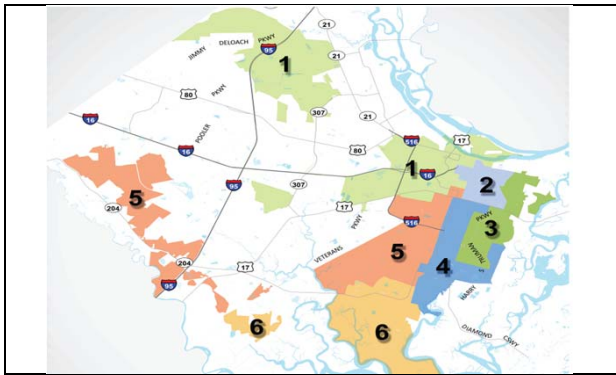 21
JIMMY DELOACH PKWY
95
1
21
21
80
PKWY
307
16
POOLER
80
516
17
16
1
16
5
95
307
2
204
17
PKWY
516
PKWY
3
TRUMAN
VETERANS
5
204
17
4
95
HARRY
S
6
6
DIAMOND CSWY